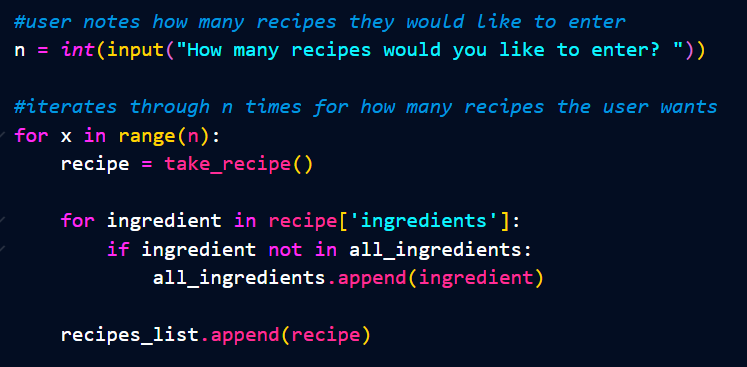 #user notes how many recipes they would like to enter
n = int(input("How many recipes would you like to enter? "))
#iterates through n times for how many recipes the user wants
for x in range(n):
    recipe = take_recipe()
    for ingredient in recipe['ingredients']:
        if ingredient not in all_ingredients:
            all_ingredients.append(ingredient)
    recipes_list.append(recipe)